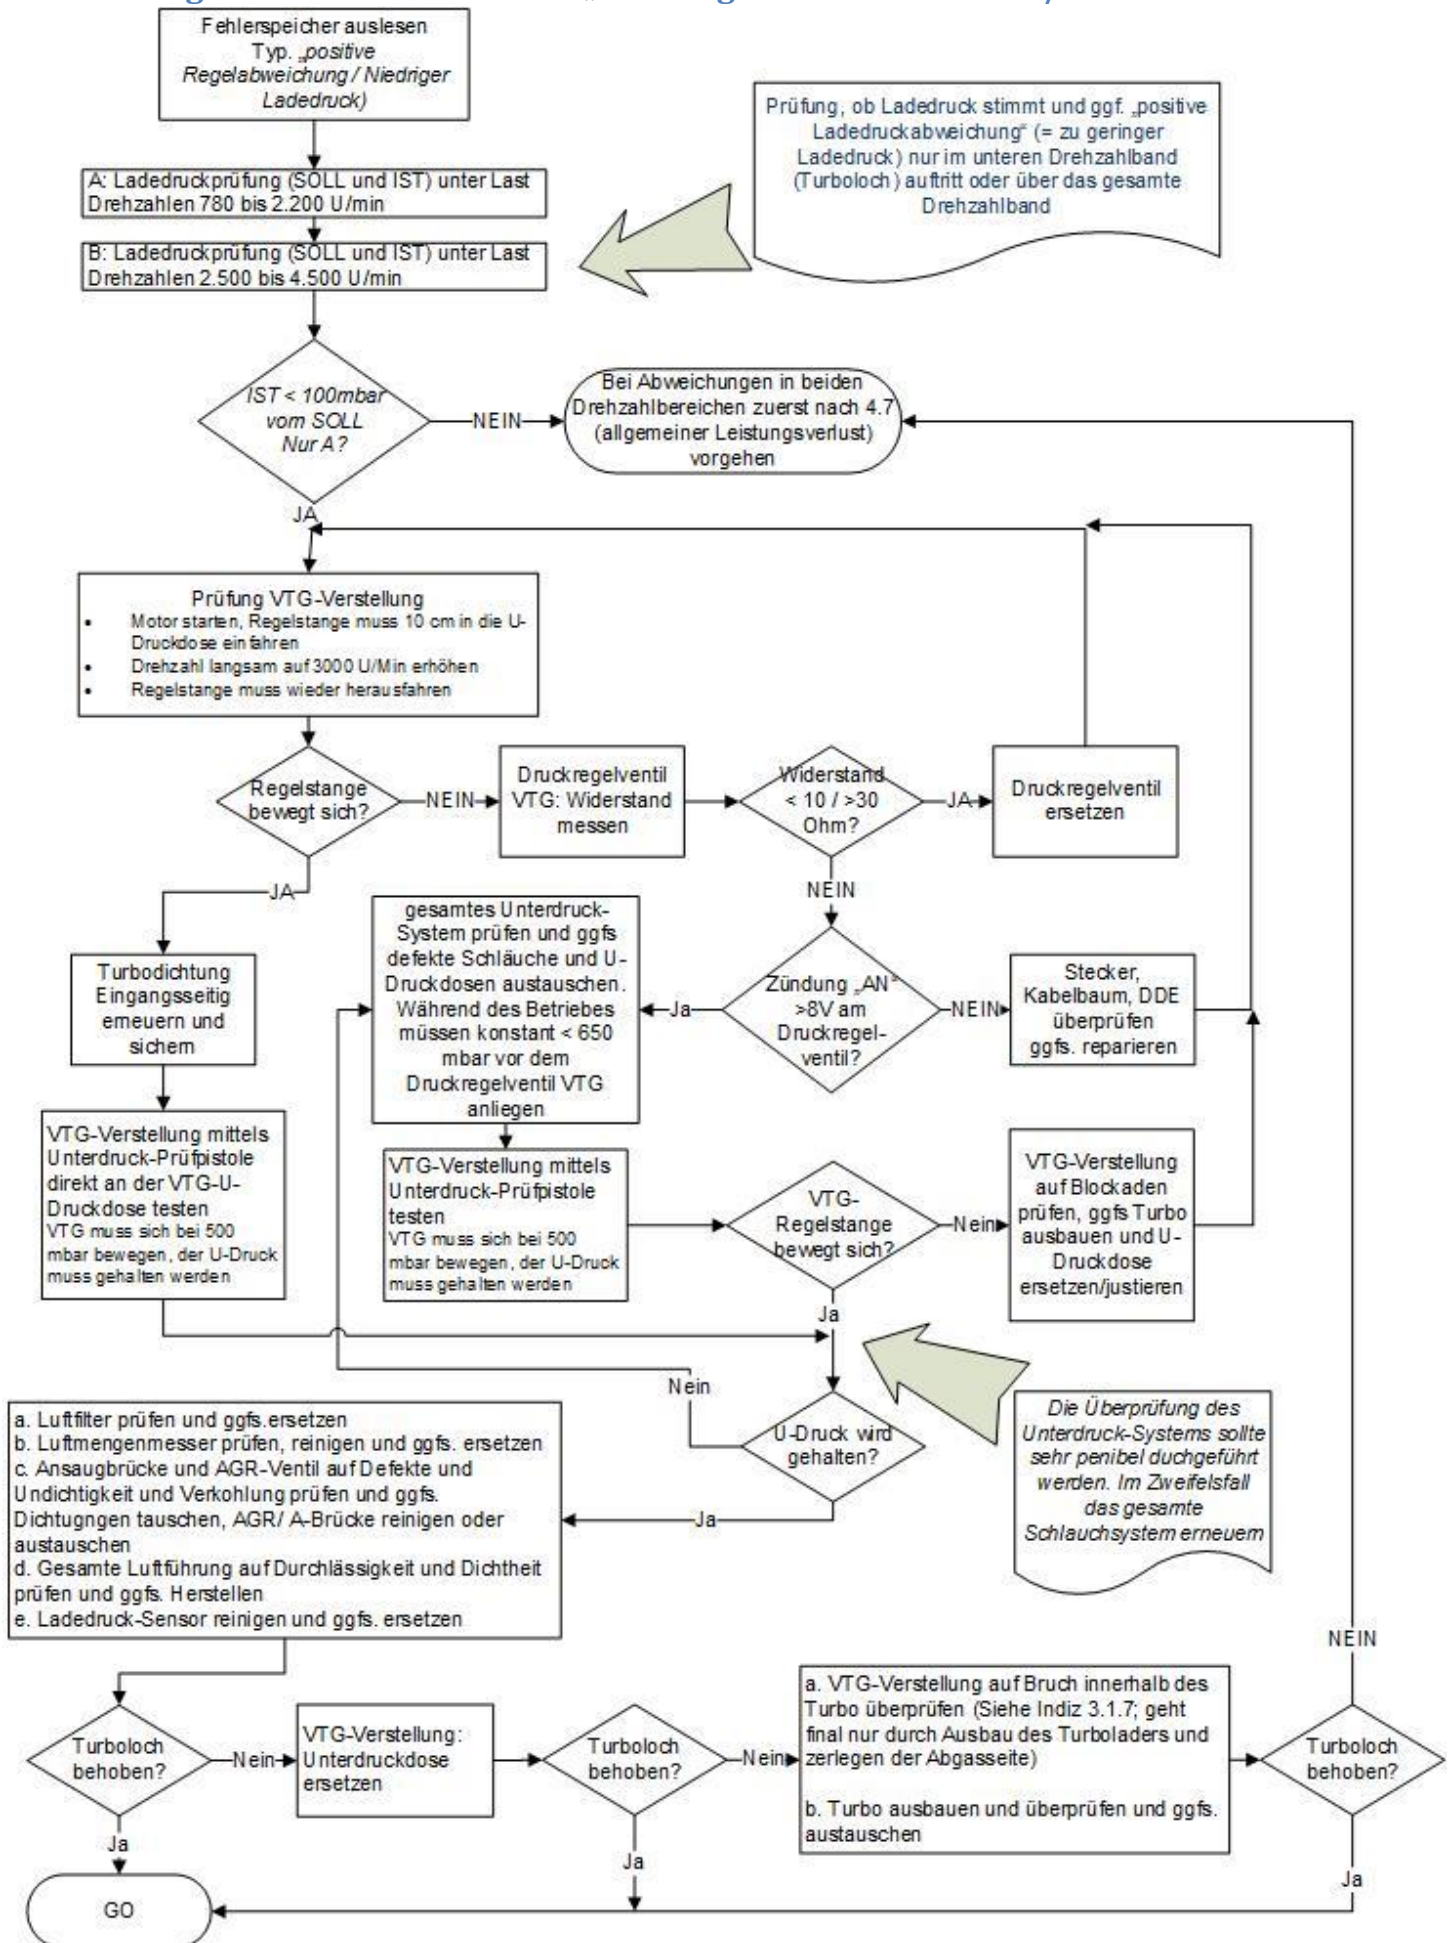 Fehlerspeicher auslesen
Typ. „positive
Regelabweichung / Niedriger
Ladedruck)
Prüfung, ob Ladedruck stimmt und ggf. „positive
Ladedruckabweichung“ (= zu geringer
Ladedruck) nur im unteren Drehzahlband
(Turboloch) auftritt oder über das gesamte
Drehzahlband
A: Ladedruckprüfung (SOLL und IST) unter Last
Drehzahlen 780 bis 2.200 U/min
B: Ladedruckprüfung (SOLL und IST) unter Last
Drehzahlen 2.500 bis 4.500 U/min
IST < 100mbar
vom SOLL
Nur A?
NEIN
Bei Abweichungen in beiden
Drehzahlbereichen zuerst nach 4.7
(allgemeiner Leistungsverlust)
vorgehen
JA
Prüfung VTG-Verstellung
• Motor starten, Regelstange muss 10 cm in die U-
Druckdose einfahren
• Drehzahl langsam auf 3000 U/Min erhöhen
• Regelstange muss wieder herausfahren
Regelstange
bewegt sich?
NEIN
Druckregelventil
VTG: Widerstand
messen
Widerstand
< 10 / >30
Ohm?
JA
Druckregelventil
ersetzen
JA
NEIN
Turbodichtung
Eingangsseitig
erneuern und
sichern
gesamtes Unterdruck-
System prüfen und ggfs
defekte Schläuche und U-
Druckdosen austauschen.
Während des Betriebes
müssen konstant < 650
mbar vor dem
Druckregelventil VTG
anliegen
Ja
Zündung „AN“
>8V am
Druckregel-
ventil?
NEIN
Stecker,
Kabelbaum, DDE
überprüfen
ggfs. reparieren
VTG-Verstellung mittels
Unterdruck-Prüfpistole
direkt an der VTG-U-
Druckdose testen
VTG muss sich bei 500
mbar bewegen, der U-Druck
muss gehalten werden
VTG-Verstellung mittels
Unterdruck-Prüfpistole
testen
VTG muss sich bei 500
mbar bewegen, der U-Druck
muss gehalten werden
VTG-
Regelstange
bewegt sich?
Nein
VTG-Verstellung
auf Blockaden
prüfen, ggfs Turbo
ausbauen und U-
Druckdose
ersetzen/justieren
Ja
Nein
U-Druck wird
gehalten?
Ja
Die Überprüfung des
Unterdruck-Systems sollte
sehr penibel duchgeführt
werden. Im Zweifelsfall
das gesamte
Schlauchsystem erneuern
a. Luftfilter prüfen und ggfs.ersetzen
b. Luftmengenmesser prüfen, reinigen und ggfs. ersetzen
c. Ansaugbrücke und AGR-Ventil auf Defekte und
Undichtigkeit und Verkohlung prüfen und ggfs.
Dichtugngen tauschen, AGR/ A-Brücke reinigen oder
austauschen
d. Gesamte Luftführung auf Durchlässigkeit und Dichtheit
prüfen und ggfs. Herstellen
e. Ladedruck-Sensor reinigen und ggfs. ersetzen
Turboloch
behoben?
Nein
VTG-Verstellung:
Unterdruckdose
ersetzen
Turboloch
behoben?
Nein
a. VTG-Verstellung auf Bruch innerhalb des
Turbo überprüfen (Siehe Indiz 3.1.7; geht
final nur durch Ausbau des Turboladers und
zerlegen der Abgasseite)
b. Turbo ausbauen und überprüfen und ggfs.
austauschen
NEIN
Turboloch
behoben?
Ja
Ja
Ja
GO